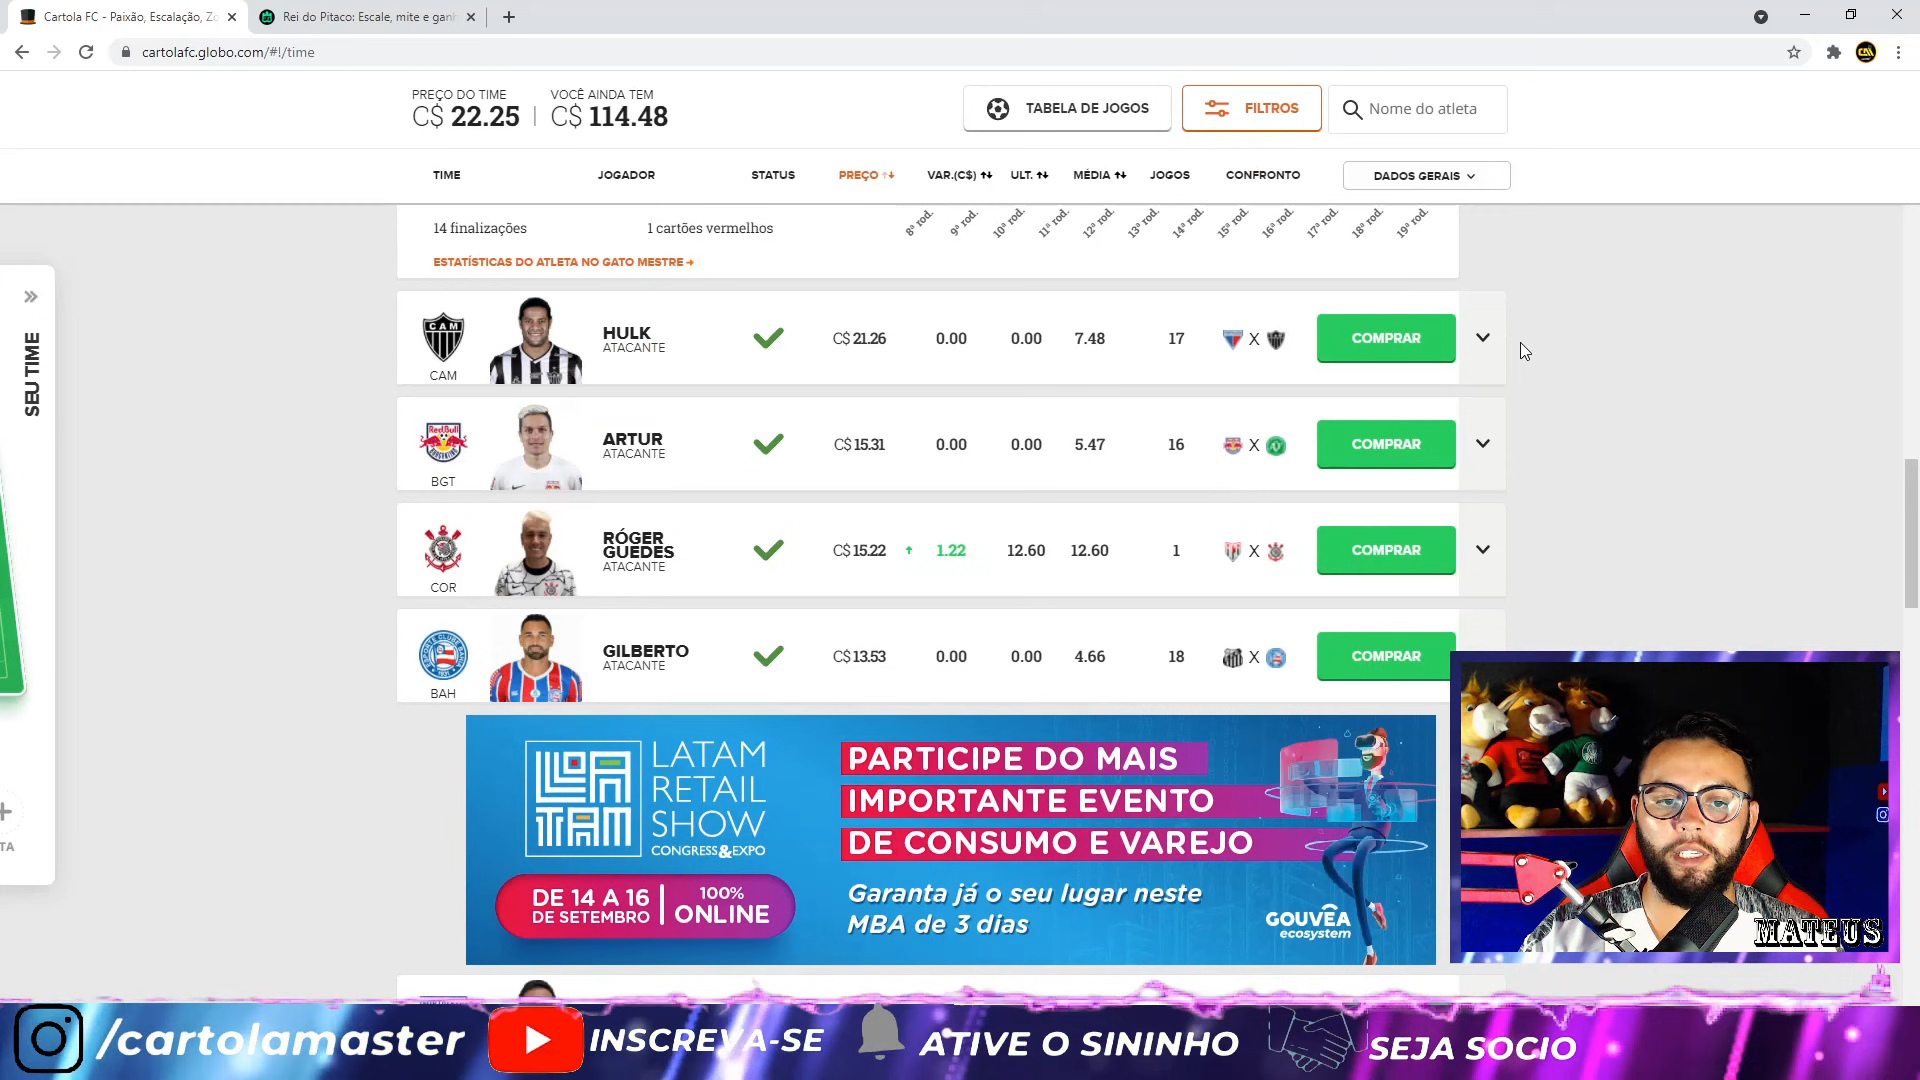 Cartola FC - Paixão, Escalação, Zo
Rei do Pitaco: Escale, mite e ganh
cartolafc.globo.com/#!/time
PREÇO DO TIME
C$ 22.25
VOCÊ AINDA TEM
C$ 114.48
TABELA DE JOGOS
FILTROS
Nome do atleta
TIME JOGADOR STATUS PREÇO VAR.(C$) ULT. MÉDIA JOGOS CONFRONTO DADOS GERAIS
14 finalizações 1 cartões vermelhos
8ª rod. 9ª rod. 10ª rod. 11ª rod. 12ª rod. 13ª rod. 14ª rod. 15ª rod. 16ª rod. 17ª rod. 18ª rod. 19ª rod.
ESTATÍSTICAS DO ATLETA NO GATO MESTRE
SEU TIME
CAM
CAM
HULK
ATACANTE
C$ 21.26 0.00 0.00 7.48 17 X COMPRAR
RedBull
BRAGANTINO
BGT
ARTUR
ATACANTE
C$ 15.31 0.00 0.00 5.47 16 X COMPRAR
COR
RÓGER
GUEDES
ATACANTE
C$ 15.22 1.22 12.60 12.60 1 X COMPRAR
BAH
GILBERTO
ATACANTE
C$ 13.53 0.00 0.00 4.66 18 X COMPRAR
TA
LATAM
LATAM
RETAIL
SHOW
CONGRESS&EXPO
DE 14 A 16
DE SETEMBRO
100%
ONLINE
PARTICIPE DO MAIS
IMPORTANTE EVENTO
DE CONSUMO E VAREJO
Garanta já o seu lugar neste
MBA de 3 dias
GOUVÊA
ecosystem
MATEUS
/cartolamaster INSCREVA-SE ATIVE O SININHO SEJA SOCIO